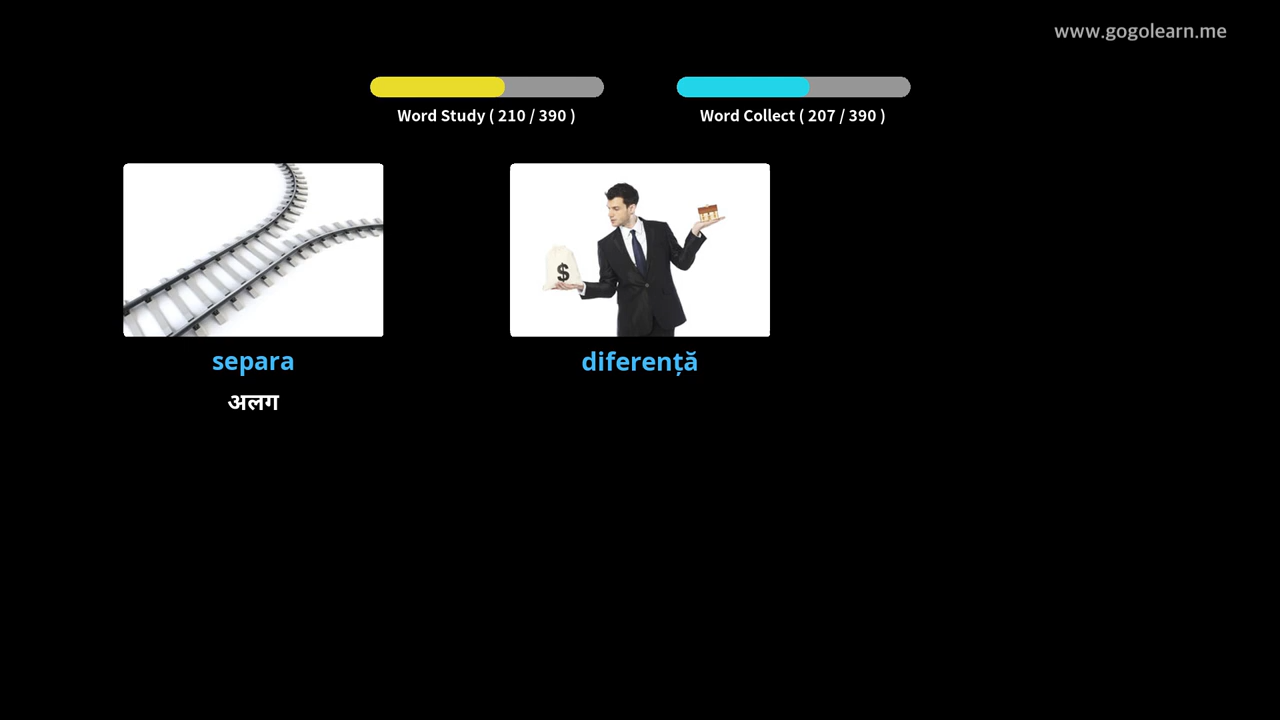 www.gogolearn.me
Word Study ( 210 / 390 )
Word Collect ( 207 / 390 )
$
separa
diferență
अलग